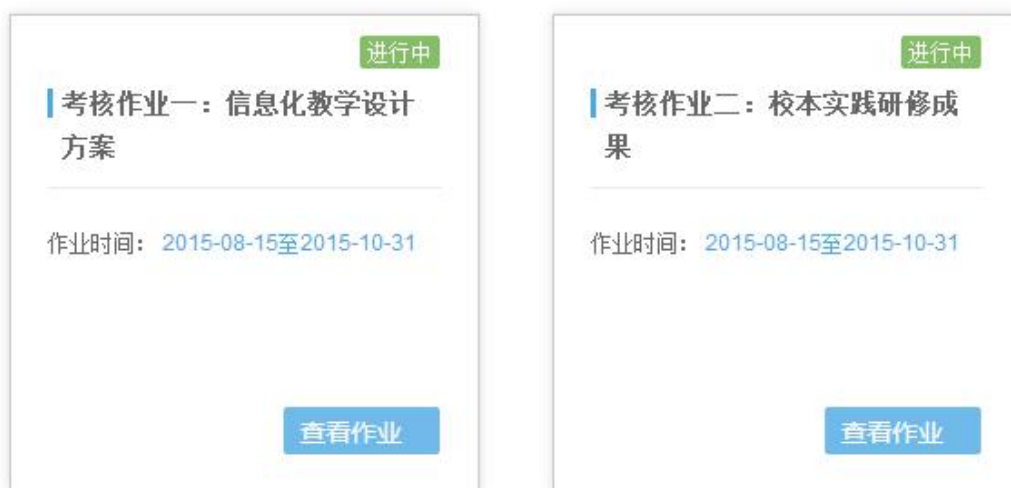 进行中
考核作业一：信息化教学设计
方案
作业时间： 2015-08-15至2015-10-31
查看作业
进行中
考核作业二：校本实践研修成
果
作业时间： 2015-08-15至2015-10-31
查看作业